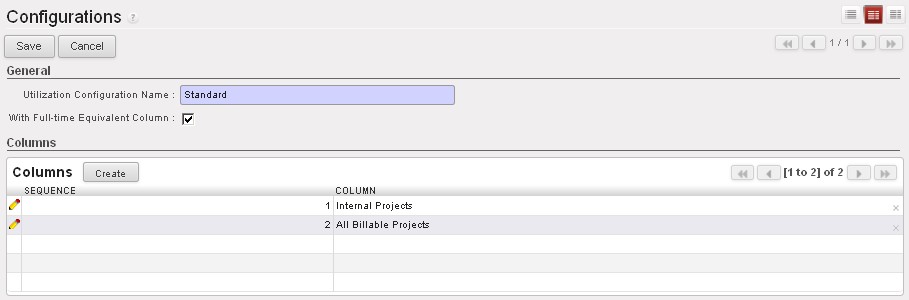 Configurations ?
Save Cancel 1 / 1
General
Utilization Configuration Name : Standard
With Full-time Equivalent Column :
Columns
Columns Create [1 to 2] of 2
SEQUENCE COLUMN
1 Internal Projects
2 All Billable Projects